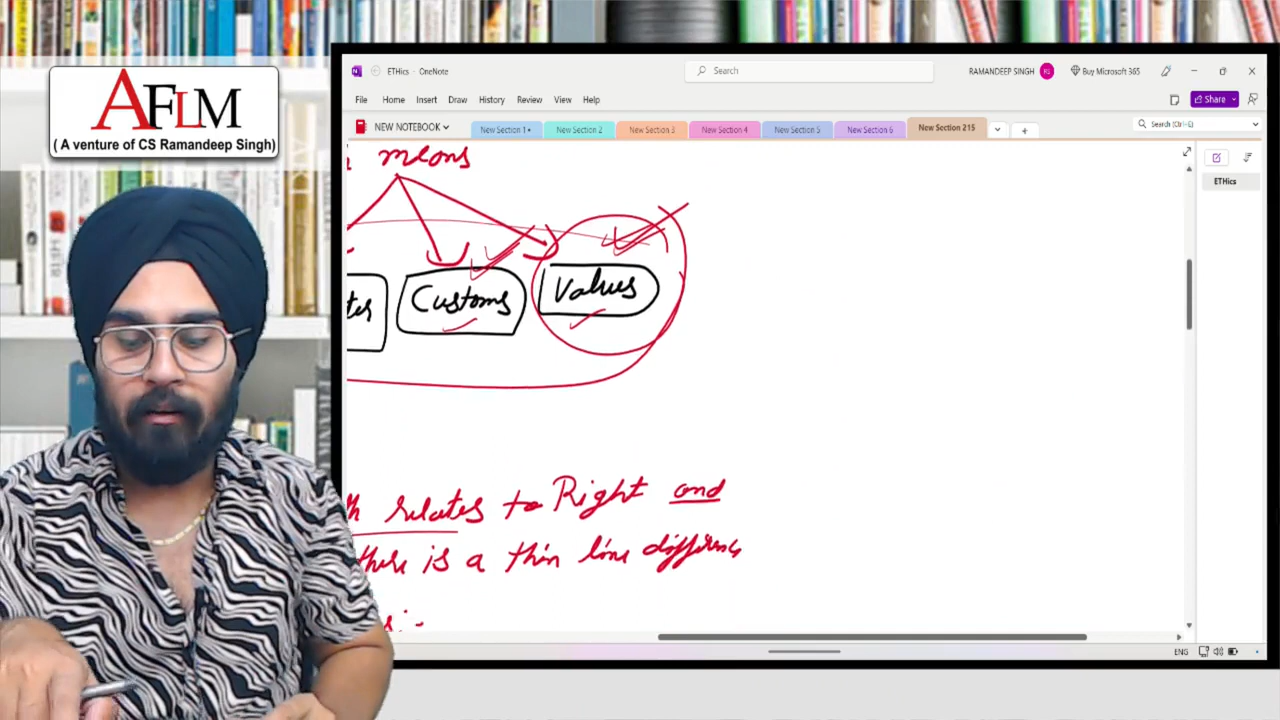 AFLM
( A venture of CS Ramandeep Singh)
ETHics - OneNote
Search
RAMANDEEP SINGH
Buy Microsoft 365
File Home Insert Draw History Review View Help
Share
NEW NOTEBOOK
New Section 1
New Section 2
New Section 3
New Section 4
New Section 5
New Section 6
New Section 215
Search (Ctrl+E)
ETHics
means
Customs
Values
relates to Right and
there is a thin line difference
ENG